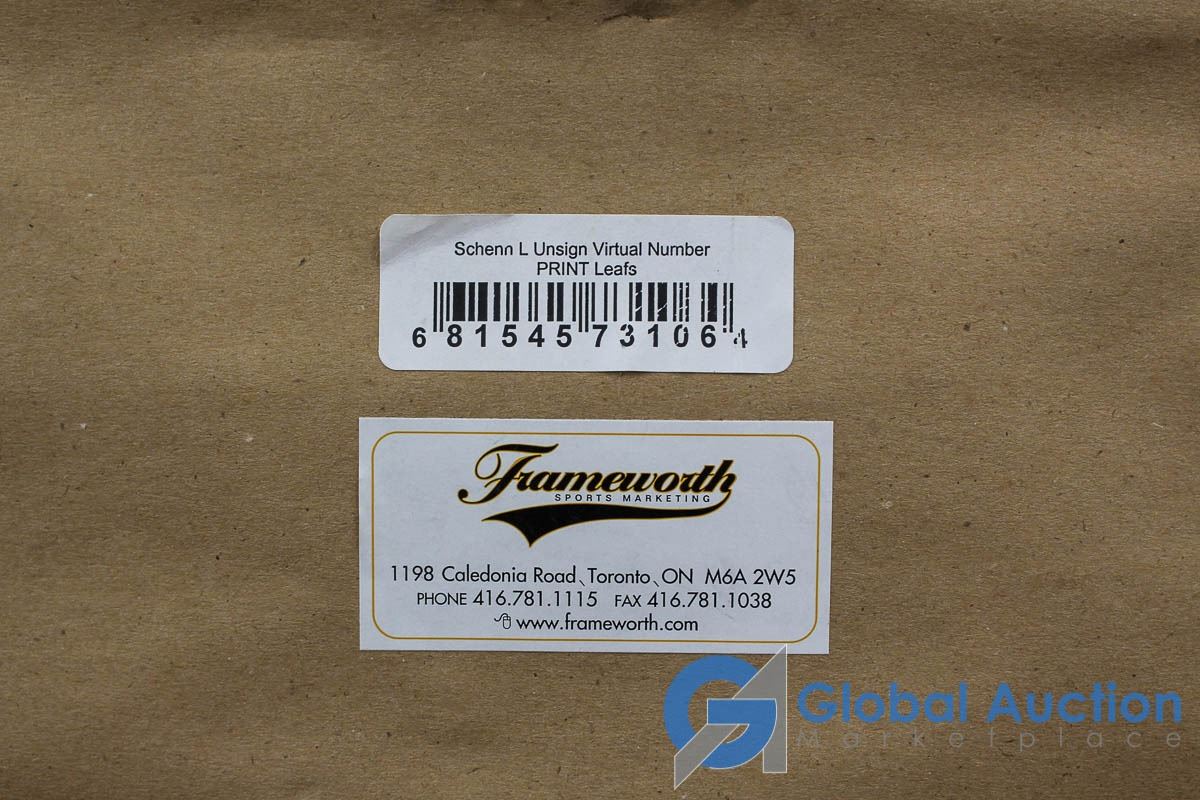 Schenn L Unsign Virtual Number
PRINT Leafs
6 81545 73106 4
Frameworth
SPORTS MARKETING
1198 Caledonia Road, Toronto, ON M6A 2W5
PHONE 416.781.1115 FAX 416.781.1038
www.frameworth.com
Global Auction
Marketplace